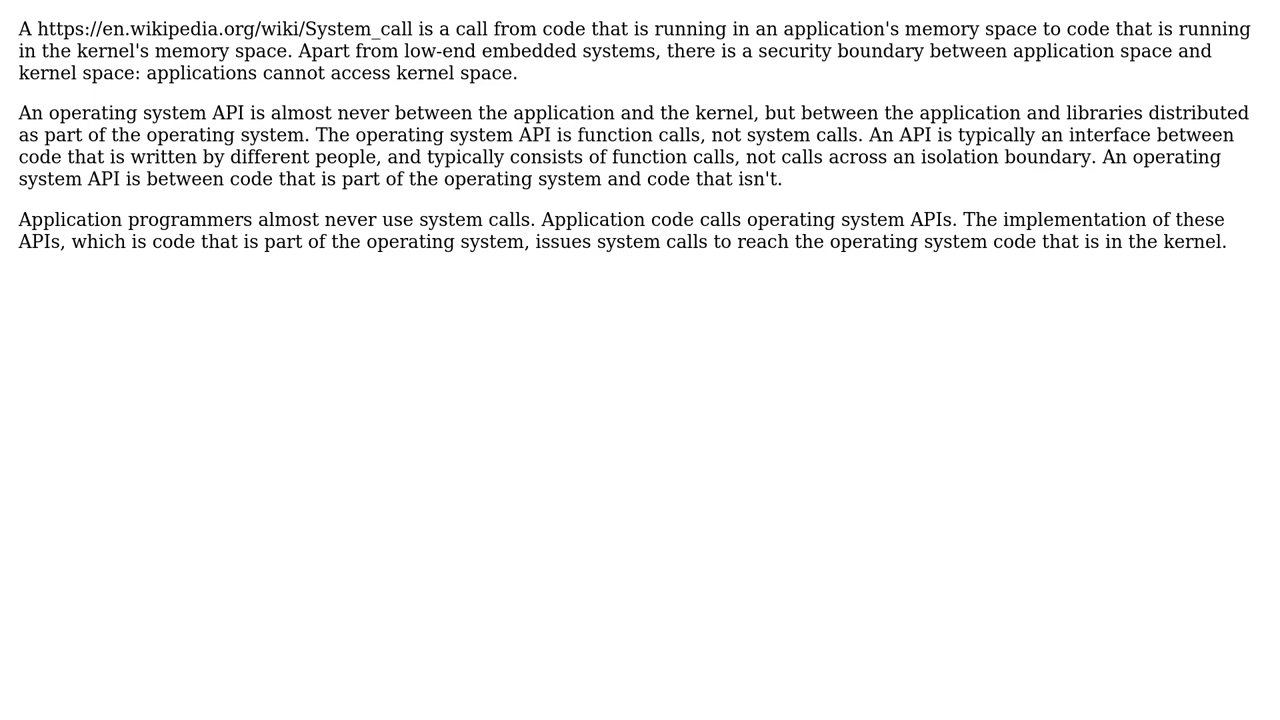 A https://en.wikipedia.org/wiki/System_call is a call from code that is running in an application's memory space to code that is running
in the kernel's memory space. Apart from low-end embedded systems, there is a security boundary between application space and
kernel space: applications cannot access kernel space.
An operating system API is almost never between the application and the kernel, but between the application and libraries distributed
as part of the operating system. The operating system API is function calls, not system calls. An API is typically an interface between
code that is written by different people, and typically consists of function calls, not calls across an isolation boundary. An operating
system API is between code that is part of the operating system and code that isn't.
Application programmers almost never use system calls. Application code calls operating system APIs. The implementation of these
APIs, which is code that is part of the operating system, issues system calls to reach the operating system code that is in the kernel.